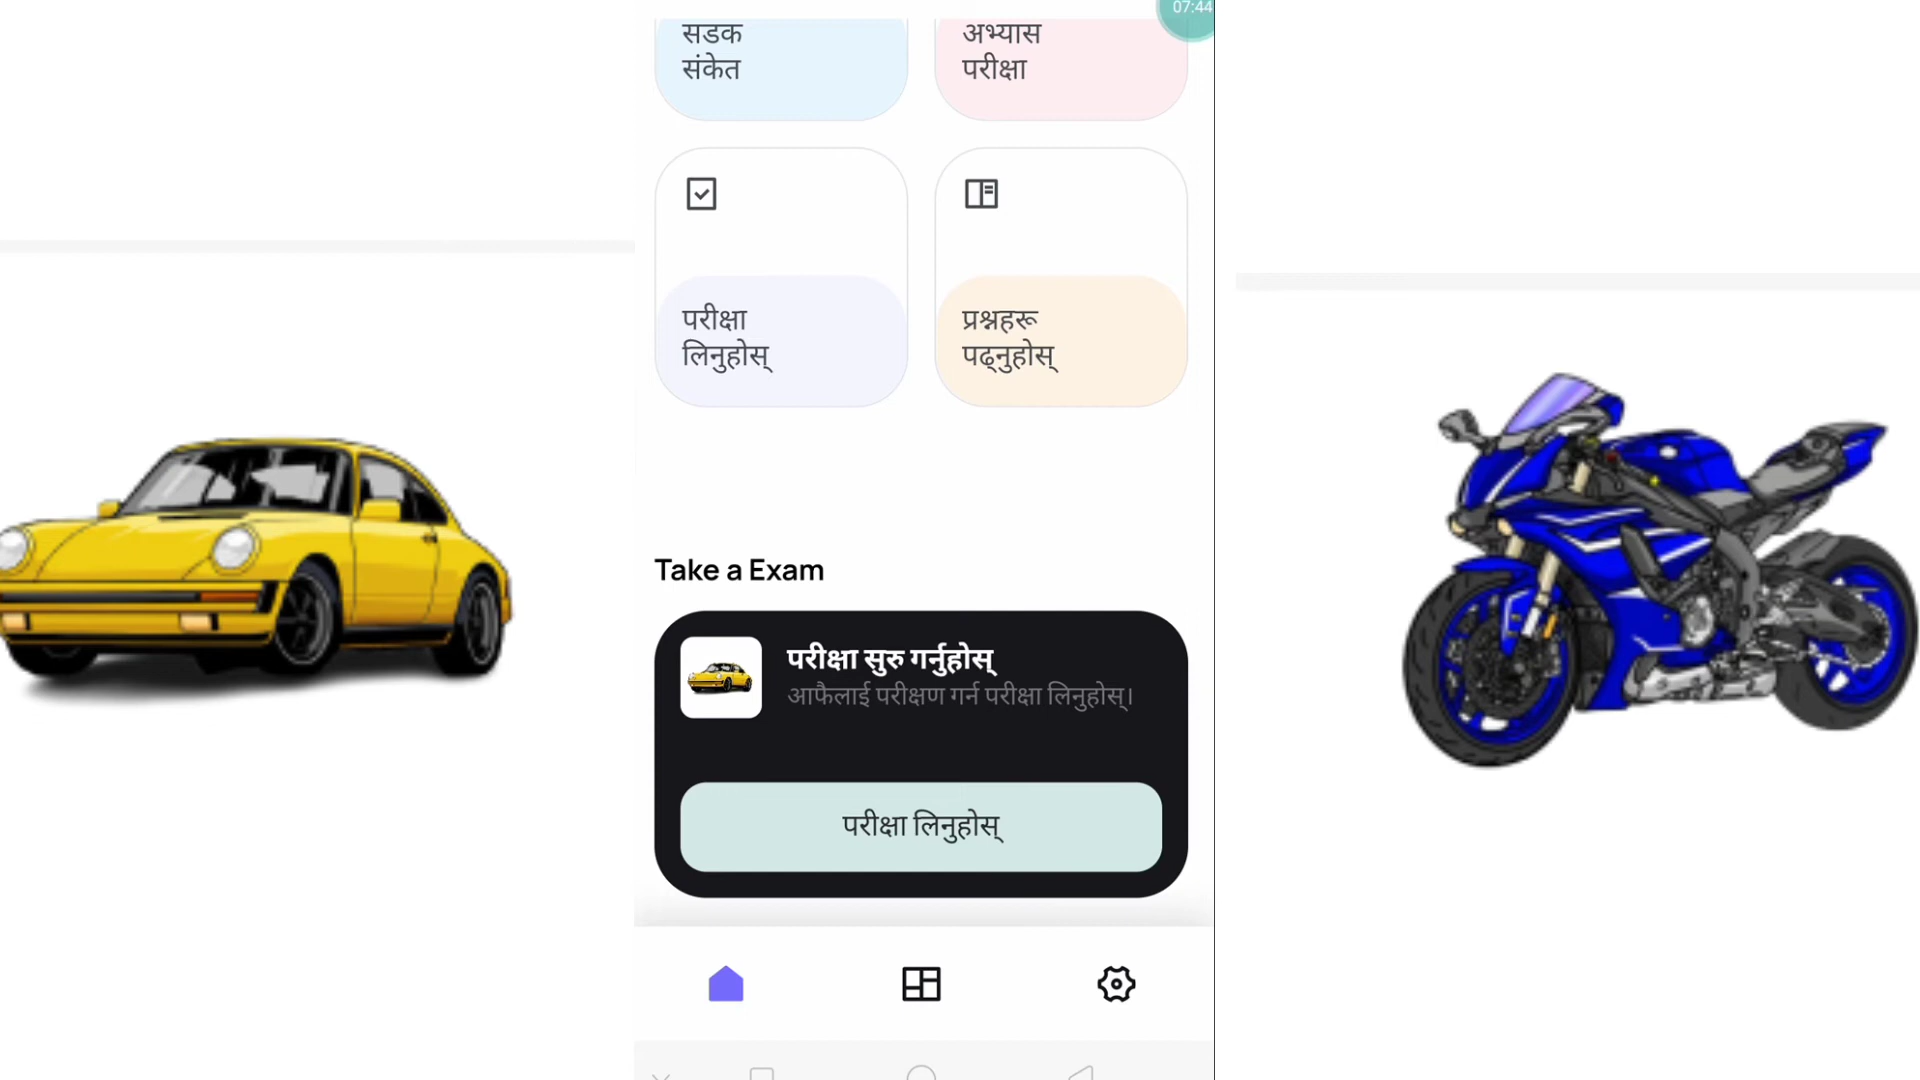 07:44
सडक
संकेत
अभ्यास
परीक्षा
परीक्षा
लिनुहोस्
प्रश्नहरू
पढ्नुहोस्
Take a Exam
परीक्षा सुरु गर्नुहोस्
आफैलाई परीक्षण गर्न परीक्षा लिनुहोस्।
परीक्षा लिनुहोस्